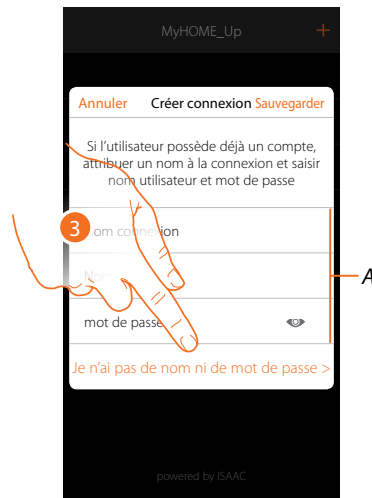 MyHOME_Up +
Annuler Créer connexion Sauvegarder
Si l'utilisateur possède déjà un compte,
attribuer un nom à la connexion et saisir
nom utilisateur et mot de passe
3
om connexion
A
mot de passe
Je n'ai pas de nom ni de mot de passe >
powered by ISAAC